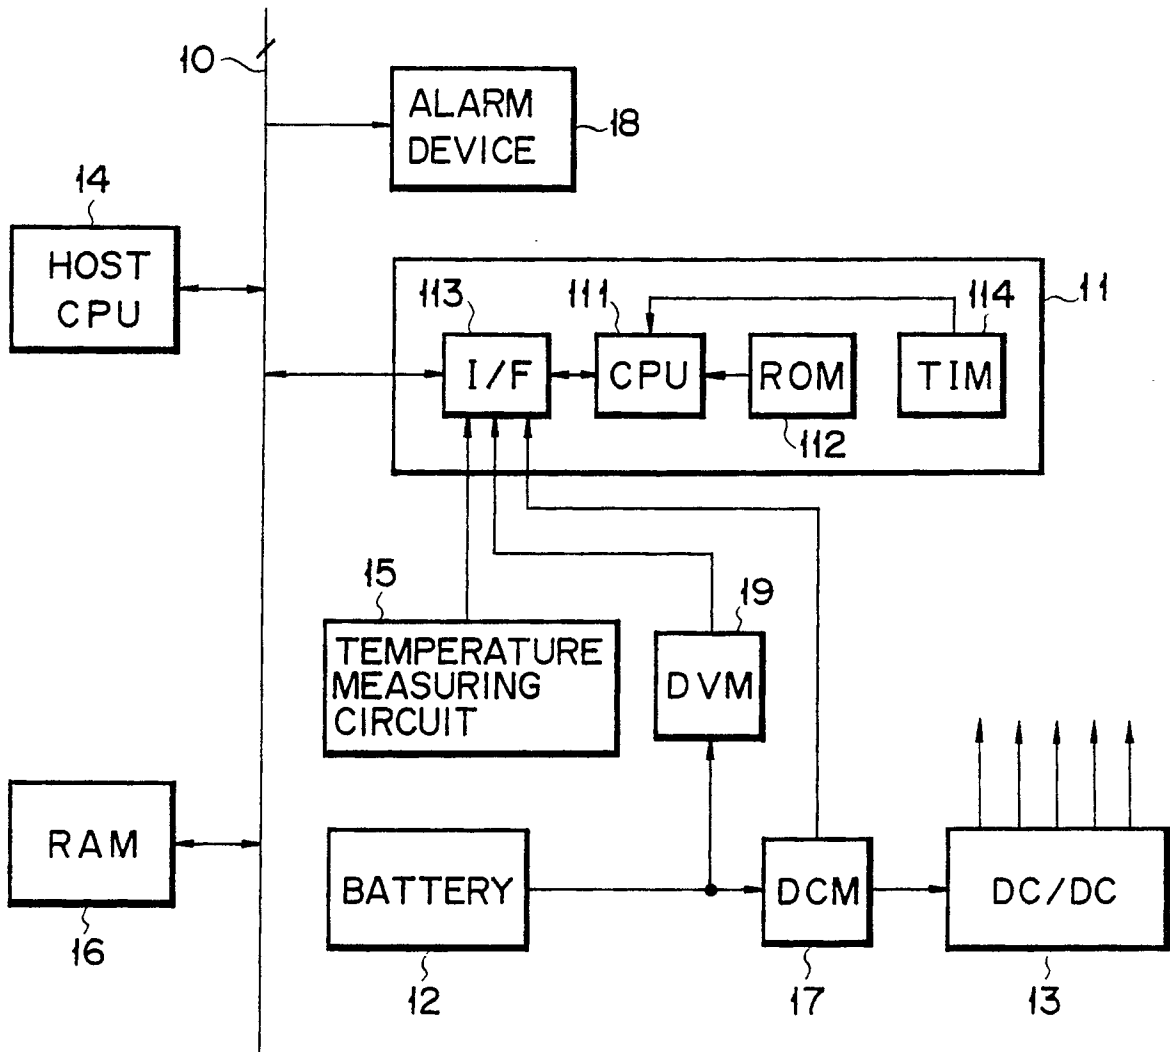 10
ALARM
DEVICE
18
14
HOST
CPU
11
113
111
114
I/F
CPU
ROM
TIM
112
15
TEMPERATURE
MEASURING
CIRCUIT
19
DVM
RAM
16
BATTERY
12
DCM
17
DC/DC
13